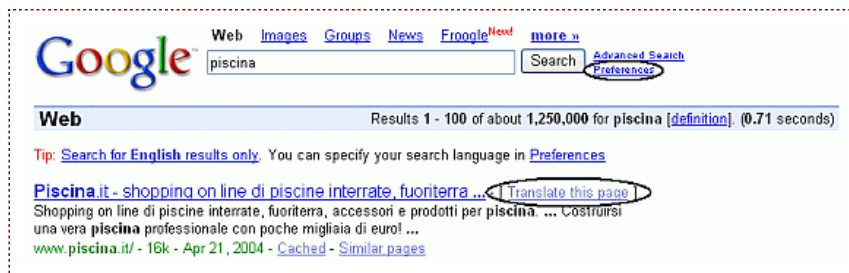 Google
Web Images Groups News Froogle New! more »
piscina Search Advanced Search
Preferences
Web Results 1 - 100 of about 1,250,000 for piscina [definition]. (0.71 seconds)
Tip: Search for English results only. You can specify your search language in Preferences
Piscina.it - shopping on line di piscine interrate, fuoriterra ... - [ Translate this page ]
Shopping on line di piscine interrate, fuoriterra, accessori e prodotti per piscina. ... Costruirsi
una vera piscina professionale con poche migliaia di euro! ...
www.piscina.it/ - 16k - Apr 21, 2004 - Cached - Similar pages